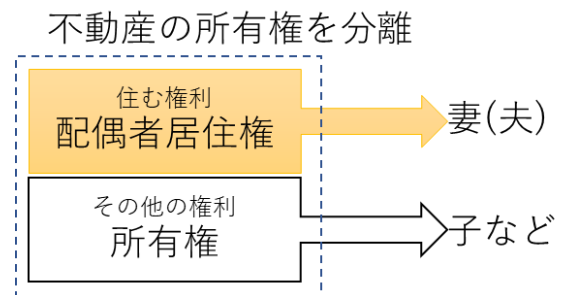 不動産の所有権を分離
住む権利
配偶者居住権
妻(夫)
その他の権利
所有権
子など